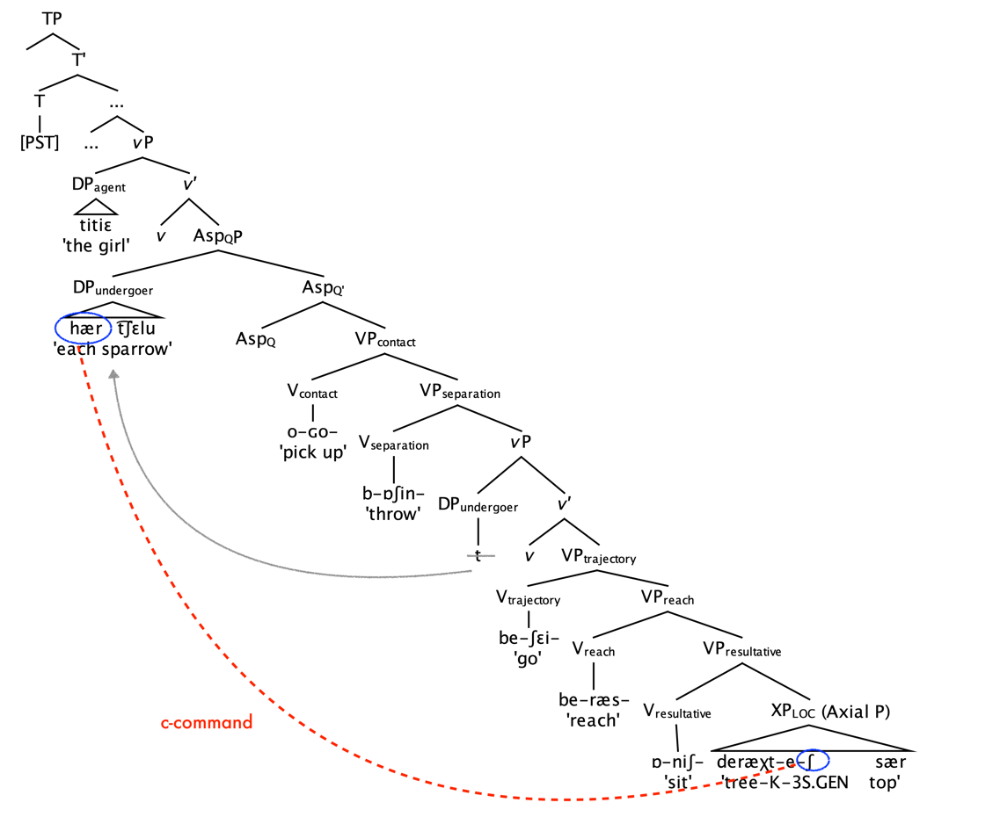 TP
T'
T ...
[PST] ... vP
DPagent v'
titiɛ
'the girl' v AspQP
DPundergoer AspQ'
hær t͡ʃɛlu AspQ VPcontact
'each sparrow'
Vcontact VPseparation
o-ɢo-
'pick up' Vseparation vP
b-ɒʃin-
'throw' DPundergoer v'
t v VPtrajectory
Vtrajectory VPreach
be-ʃɛi-
'go' Vreach VPresultative
be-ræs-
'reach' Vresultative XPLOC (Axial P)
c-command
ɒ-niʃ- deræχt-e-ʃ sær
'sit' 'tree-K-3S.GEN top'